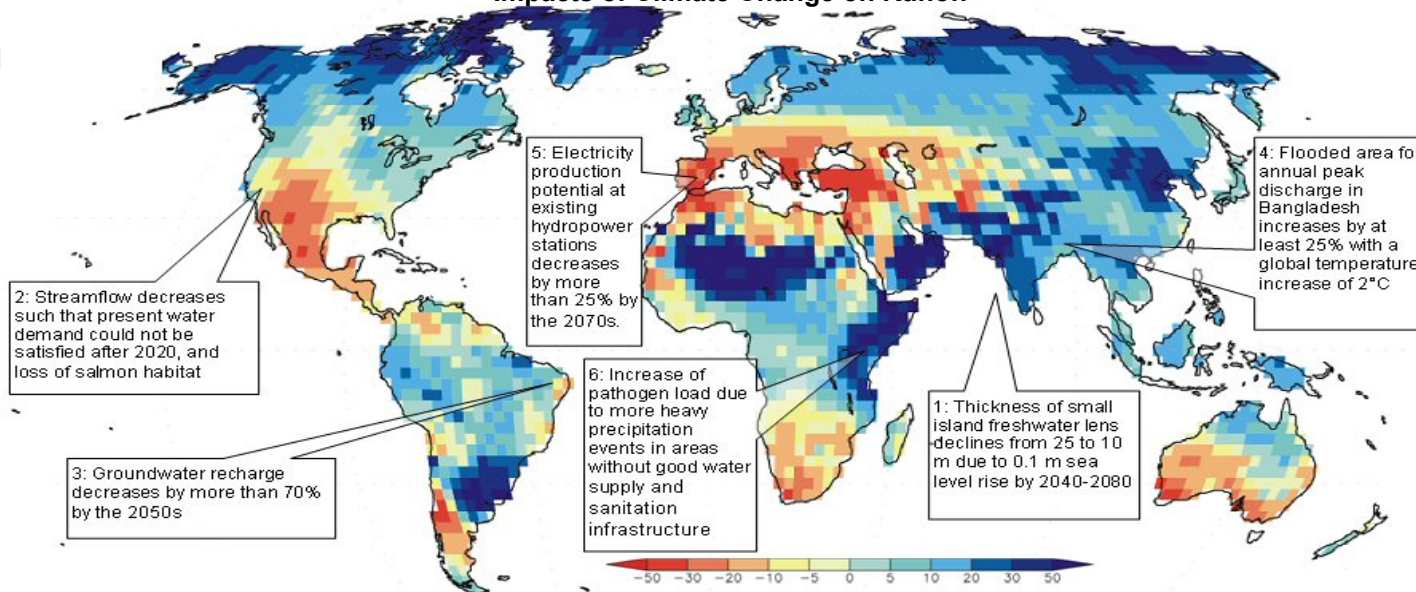 Impacts of Climate Change on Runoff
5: Electricity
production
potential at
existing
hydropower
stations
decreases
by more
than 25% by
the 2070s.
4: Flooded area fo
annual peak
discharge in
Bangladesh
increases by at
least 25% with a
global temperature
increase of 2°C
2: Streamflow decreases
such that present water
demand could not be
satisfied after 2020, and
loss of salmon habitat
6: Increase of
pathogen load due
to more heavy
precipitation
events in areas
without good water
supply and
sanitation
infrastructure
1: Thickness of small
island freshwater lens
declines from 25 to 10
m due to 0.1 m sea
level rise by 2040-2080
3: Groundwater recharge
decreases by more than 70%
by the 2050s
-50 -30 -20 -10 -5 0 5 10 20 30 50